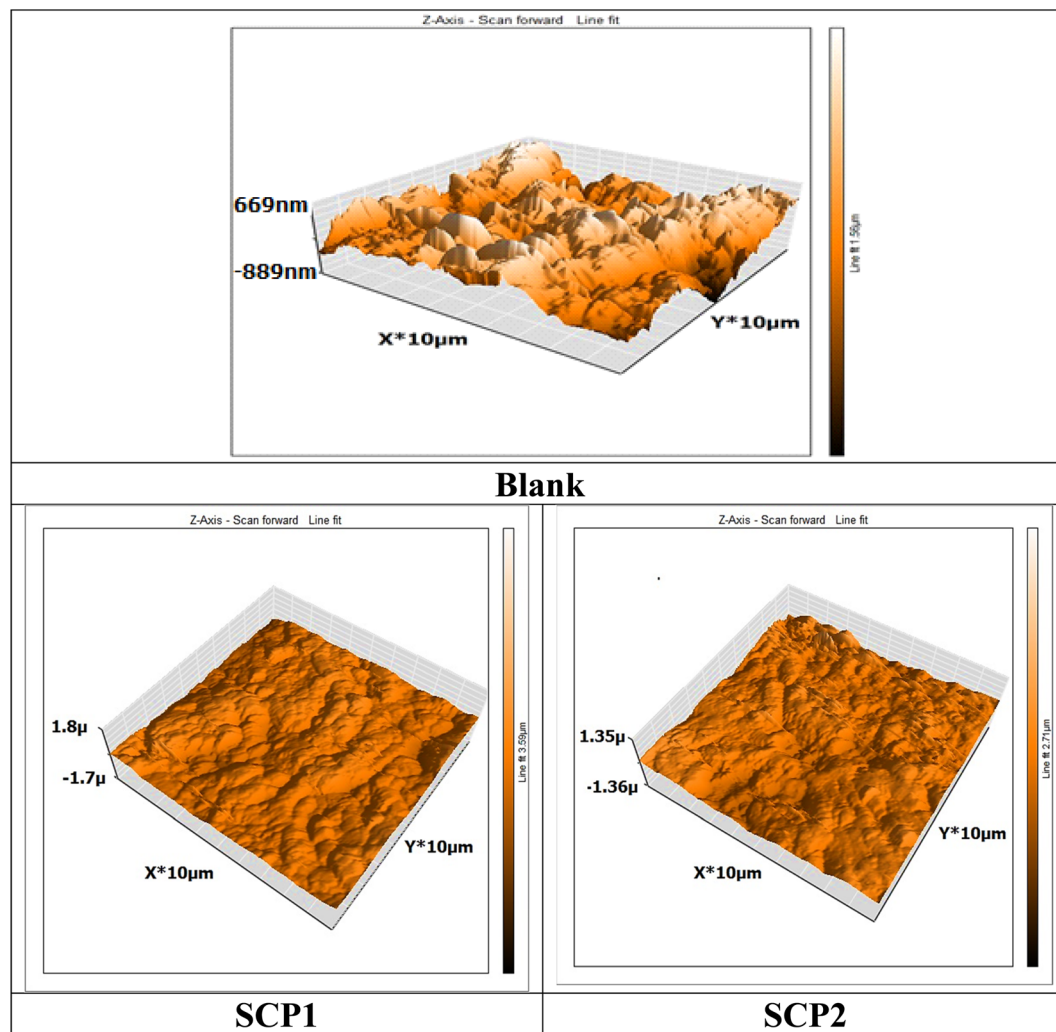 Z-Axis - Scan forward Line fit
669nm
-889nm
X*10µm
Y*10µm
Line fit 1.56µm
Blank
Z-Axis - Scan forward Line fit
1.8µ
-1.7µ
X*10µm
Y*10µm
Line fit 3.59µm
SCP1
Z-Axis - Scan forward Line fit
1.35µ
-1.36µ
X*10µm
Y*10µm
Line fit 2.71µm
SCP2